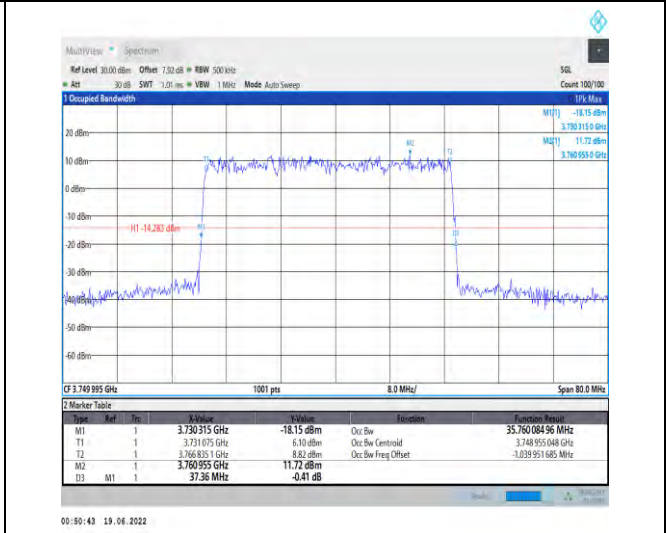 MultiView Spectrum
Ref Level 30.00 dBm Offset 7.92 dB RBW 500 kHz SGL
Att 30 dB SWT 1.01 ms VBW 1 MHz Mode Auto Sweep Count 100/100
1 Occupied Bandwidth 1Pk Max
M1[1] -18.15 dBm
3.730 315 0 GHz
M2[1] 11.72 dBm
3.760 955 0 GHz
20 dBm
M2
T1 T2
10 dBm
0 dBm
-10 dBm
H1 -14.283 dBm M1
D3
-20 dBm
-30 dBm
-40 dBm
-50 dBm
-60 dBm
CF 3.749 995 GHz 1001 pts 8.0 MHz/ Span 80.0 MHz
2 Marker Table
Type Ref Trc X-Value Y-Value Function Function Result
M1 1 3.730 315 GHz -18.15 dBm Occ Bw 35.760 084 96 MHz
T1 1 3.731 075 GHz 6.10 dBm Occ Bw Centroid 3.748 955 048 GHz
T2 1 3.766 835 1 GHz 8.82 dBm Occ Bw Freq Offset -1.039 951 685 MHz
M2 1 3.760 955 GHz 11.72 dBm
D3 M1 1 37.36 MHz -0.41 dB
00:50:43 19.06.2022